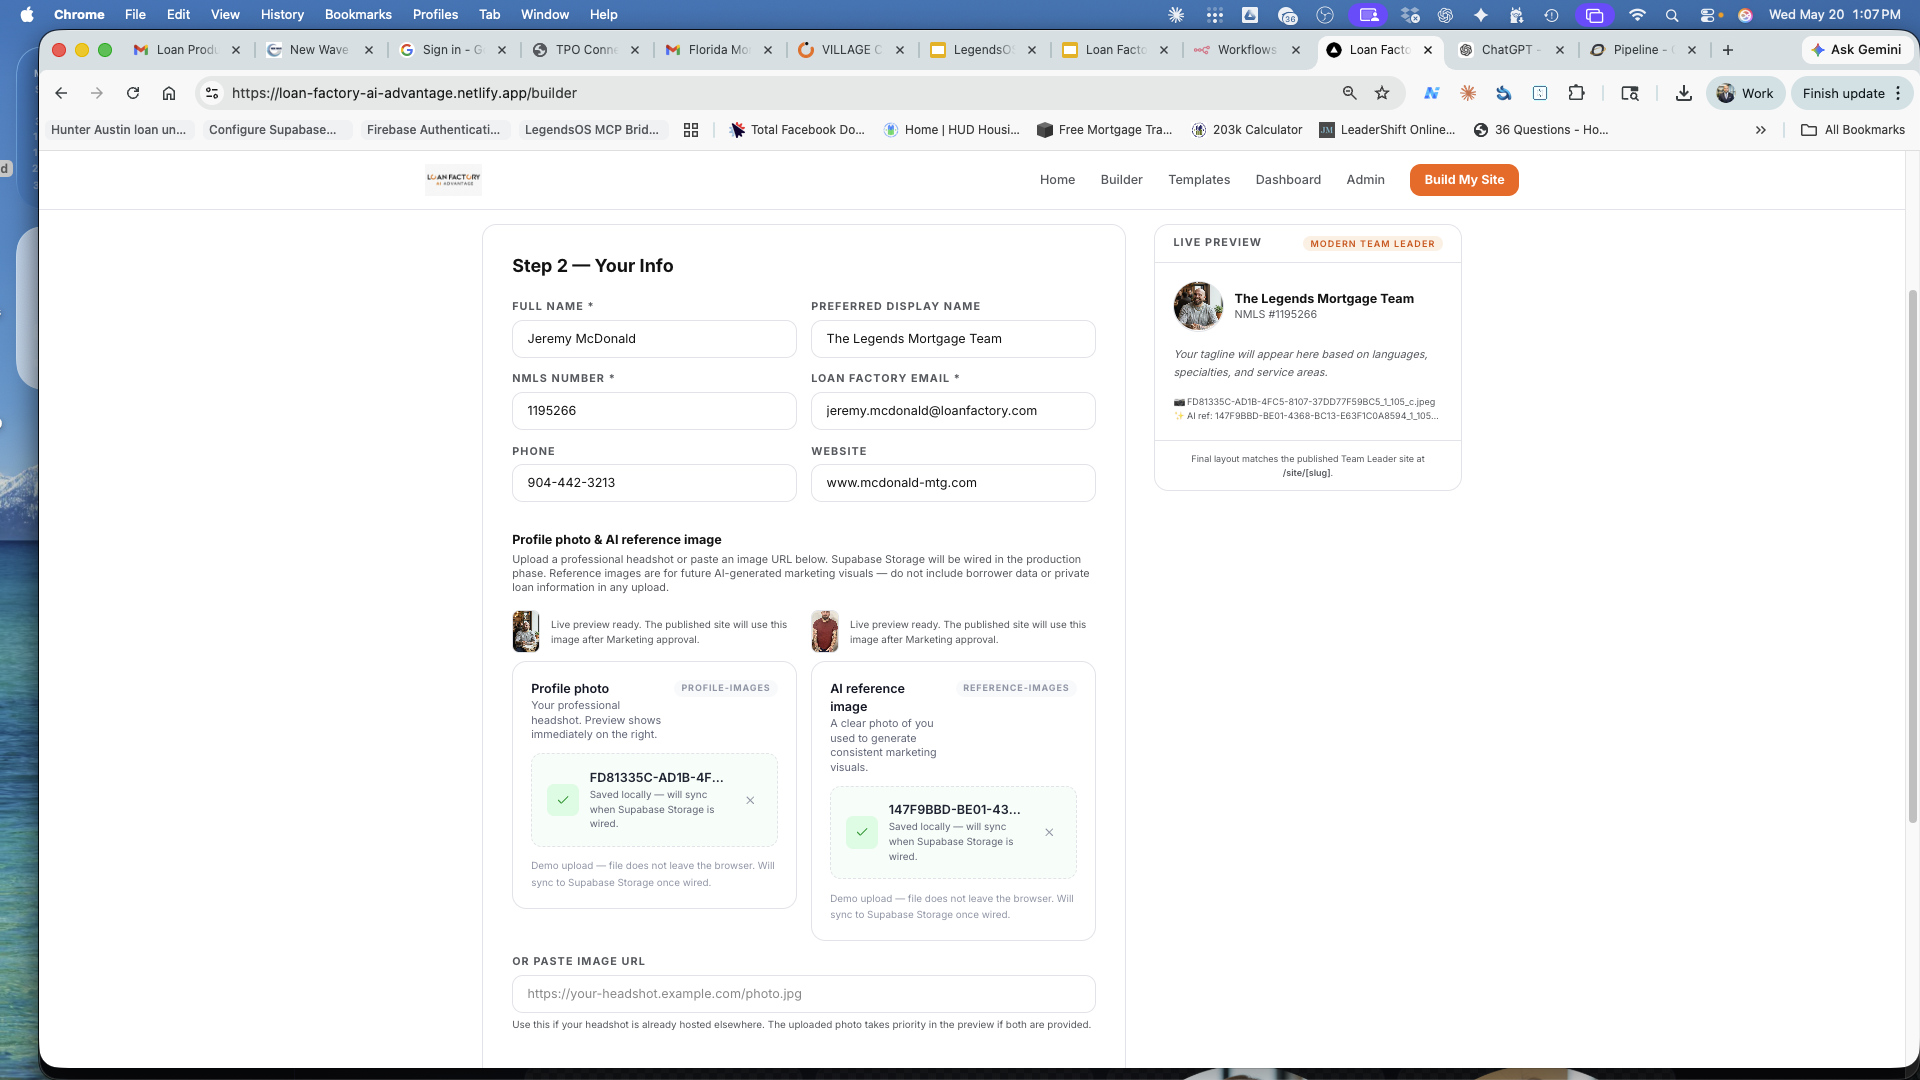 Chrome File Edit View History Bookmarks Profiles Tab Window Help
36
Wed May 20 1:07 PM
Loan Produ
New Wave
Sign in - G
TPO Conne
Florida Mo
VILLAGE C
LegendsOS
Loan Facto
Workflows
Loan Facto
ChatGPT -
Pipeline -
Ask Gemini
https://loan-factory-ai-advantage.netlify.app/builder
Work
Finish update
Hunter Austin loan un...
Configure Supabase...
Firebase Authenticati...
LegendsOS MCP Brid...
Total Facebook Do...
Home | HUD Housi...
Free Mortgage Tra...
203k Calculator
JM
LeaderShift Online...
36 Questions - Ho...
All Bookmarks
LOAN FACTORY
AI ADVANTAGE
Home
Builder
Templates
Dashboard
Admin
Build My Site
Step 2 — Your Info
FULL NAME *
PREFERRED DISPLAY NAME
Jeremy McDonald
The Legends Mortgage Team
NMLS NUMBER *
LOAN FACTORY EMAIL *
1195266
jeremy.mcdonald@loanfactory.com
PHONE
WEBSITE
904-442-3213
www.mcdonald-mtg.com
Profile photo & AI reference image
Upload a professional headshot or paste an image URL below. Supabase Storage will be wired in the production
phase. Reference images are for future AI-generated marketing visuals — do not include borrower data or private
loan information in any upload.
Live preview ready. The published site will use this
image after Marketing approval.
Live preview ready. The published site will use this
image after Marketing approval.
Profile photo
PROFILE-IMAGES
Your professional
headshot. Preview shows
immediately on the right.
FD81335C-AD1B-4F...
Saved locally — will sync
when Supabase Storage is
wired.
Demo upload — file does not leave the browser. Will
sync to Supabase Storage once wired.
AI reference
image
REFERENCE-IMAGES
A clear photo of you
used to generate
consistent marketing
visuals.
147F9BBD-BE01-43...
Saved locally — will sync
when Supabase Storage is
wired.
Demo upload — file does not leave the browser. Will
sync to Supabase Storage once wired.
OR PASTE IMAGE URL
https://your-headshot.example.com/photo.jpg
Use this if your headshot is already hosted elsewhere. The uploaded photo takes priority in the preview if both are provided.
LIVE PREVIEW
MODERN TEAM LEADER
The Legends Mortgage Team
NMLS #1195266
Your tagline will appear here based on languages,
specialties, and service areas.
FD81335C-AD1B-4FC5-8107-37DD77F59BC5_1_105_c.jpeg
AI ref: 147F9BBD-BE01-4368-BC13-E63F1C0A8594_1_105...
Final layout matches the published Team Leader site at
/site/[slug].